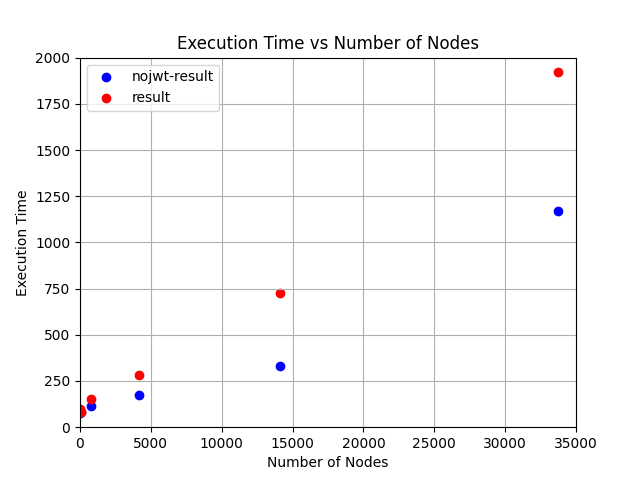 Execution Time vs Number of Nodes
nojwt-result
result
Execution Time
2000
1750
1500
1250
1000
750
500
250
0
0 5000 10000 15000 20000 25000 30000 35000
Number of Nodes